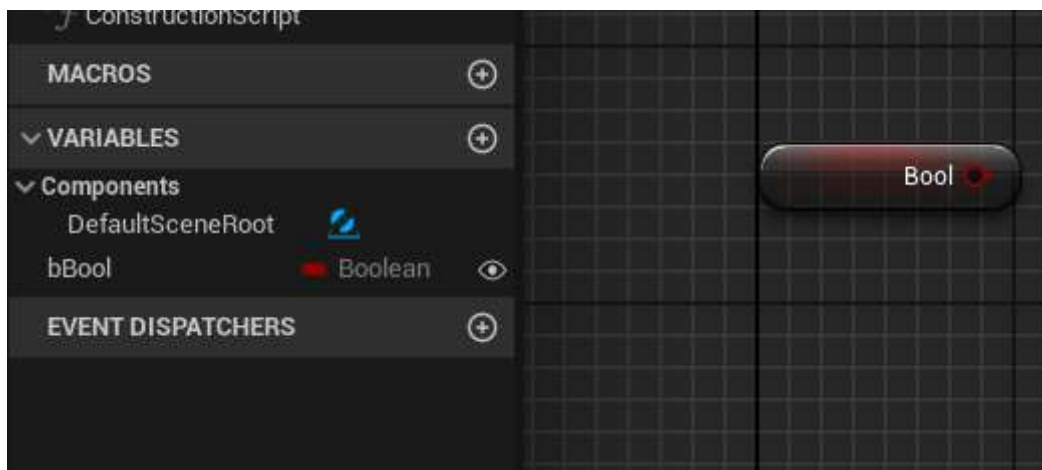 ConstructionScript
MACROS
VARIABLES
Components
DefaultSceneRoot
bBool Boolean
EVENT DISPATCHERS
Bool